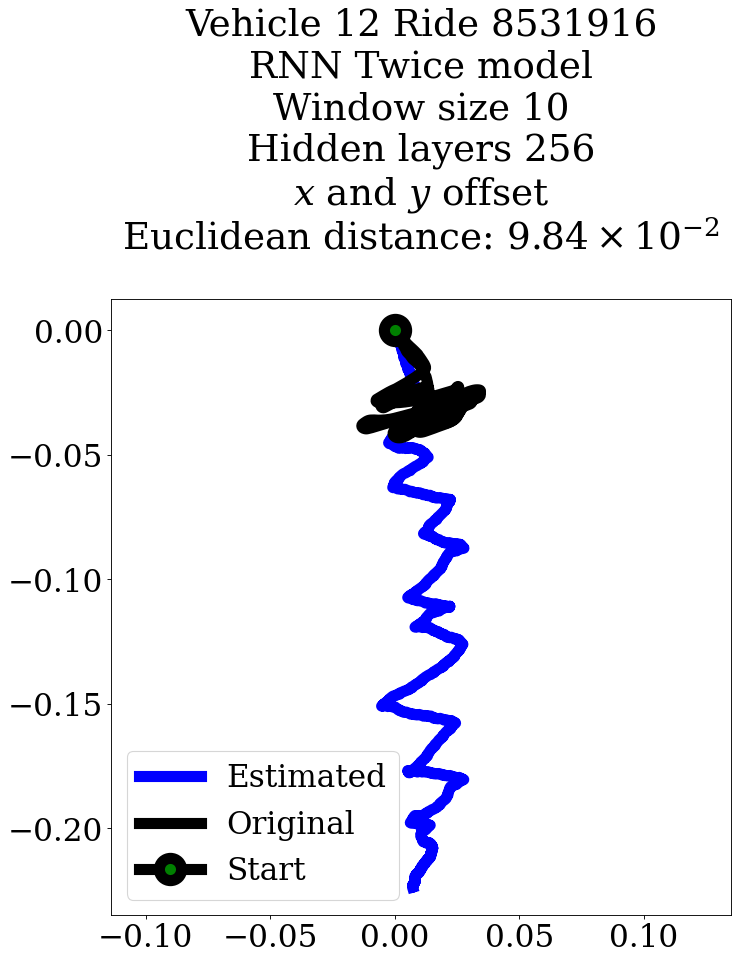 Vehicle 12 Ride 8531916
RNN Twice model
Window size 10
Hidden layers 256
x and y offset
Euclidean distance: 9.84 × 10⁻²
0.00
−0.05
−0.10
−0.15
−0.20
Estimated
Original
Start
−0.10 −0.05 0.00 0.05 0.10